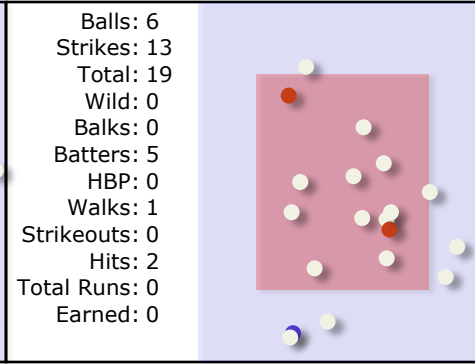 Balls: 6
Strikes: 13
Total: 19
Wild: 0
Balks: 0
Batters: 5
HBP: 0
Walks: 1
Strikeouts: 0
Hits: 2
Total Runs: 0
Earned: 0